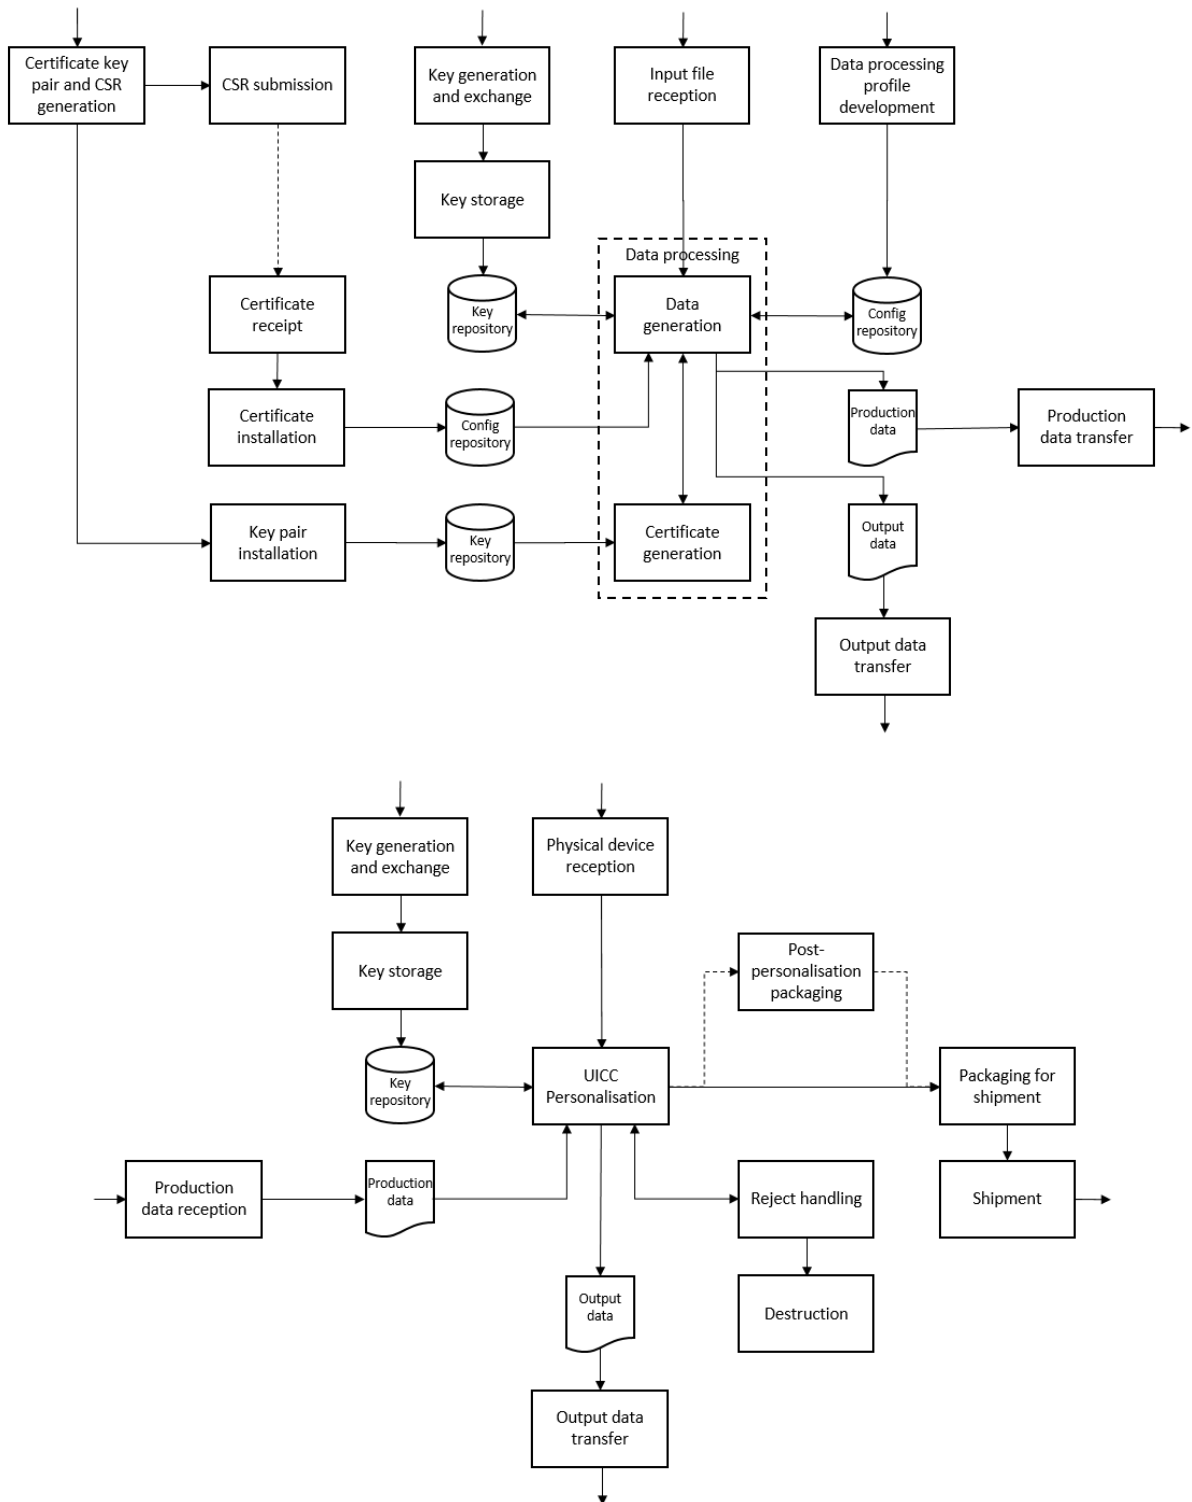 Certificate key
pair and CSR
generation
CSR submission
Key generation
and exchange
Input file
reception
Data processing
profile
development
Key storage
Data processing
Certificate
receipt
Key
repository
Data
generation
Config
repository
Certificate
installation
Config
repository
Production
data
Production
data transfer
Key pair
installation
Key
repository
Certificate
generation
Output
data
Output data
transfer
Key generation
and exchange
Physical device
reception
Key storage
Post-
personalisation
packaging
Key
repository
UICC
Personalisation
Packaging for
shipment
Production
data reception
Production
data
Reject handling
Shipment
Output
data
Destruction
Output data
transfer